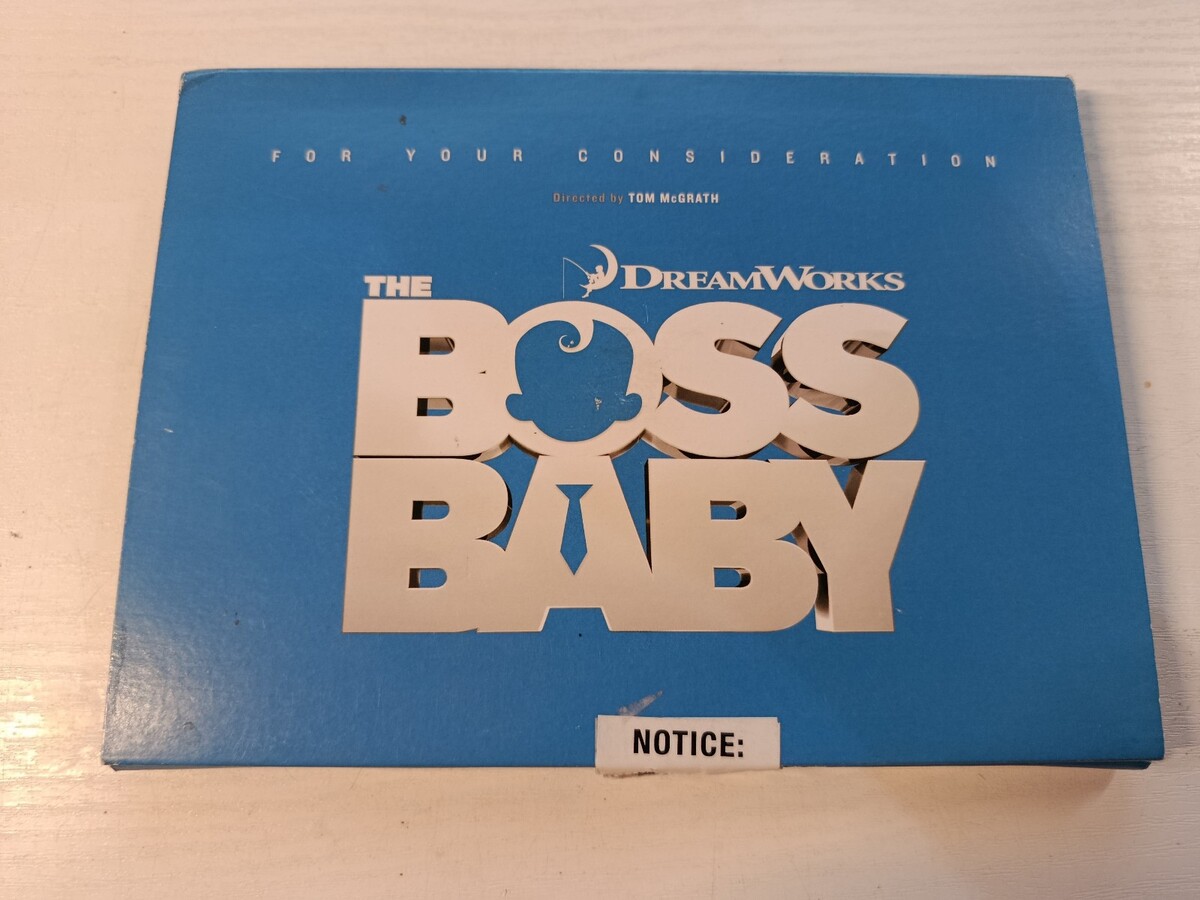 FOR YOUR CONSIDERATION
Directed by TOM McGRATH
DREAMWORKS
THE
BOSS
BABY
NOTICE: